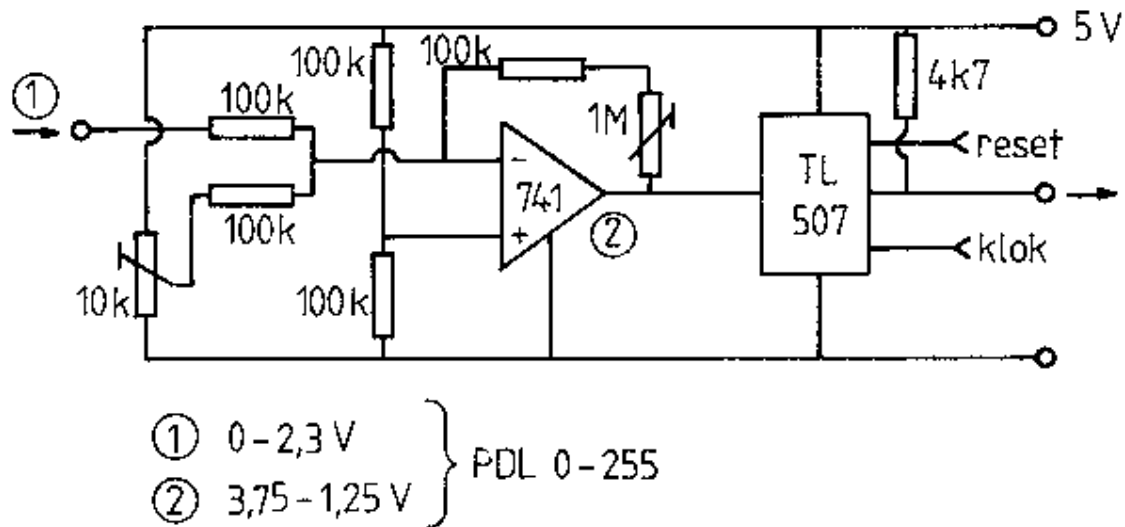 5 V
100k
100k
4k7
①
100k
1M
reset
−
741
+
TL
507
100k
②
klok
10k
100k
① 0–2,3 V
② 3,75–1,25 V
PDL 0–255